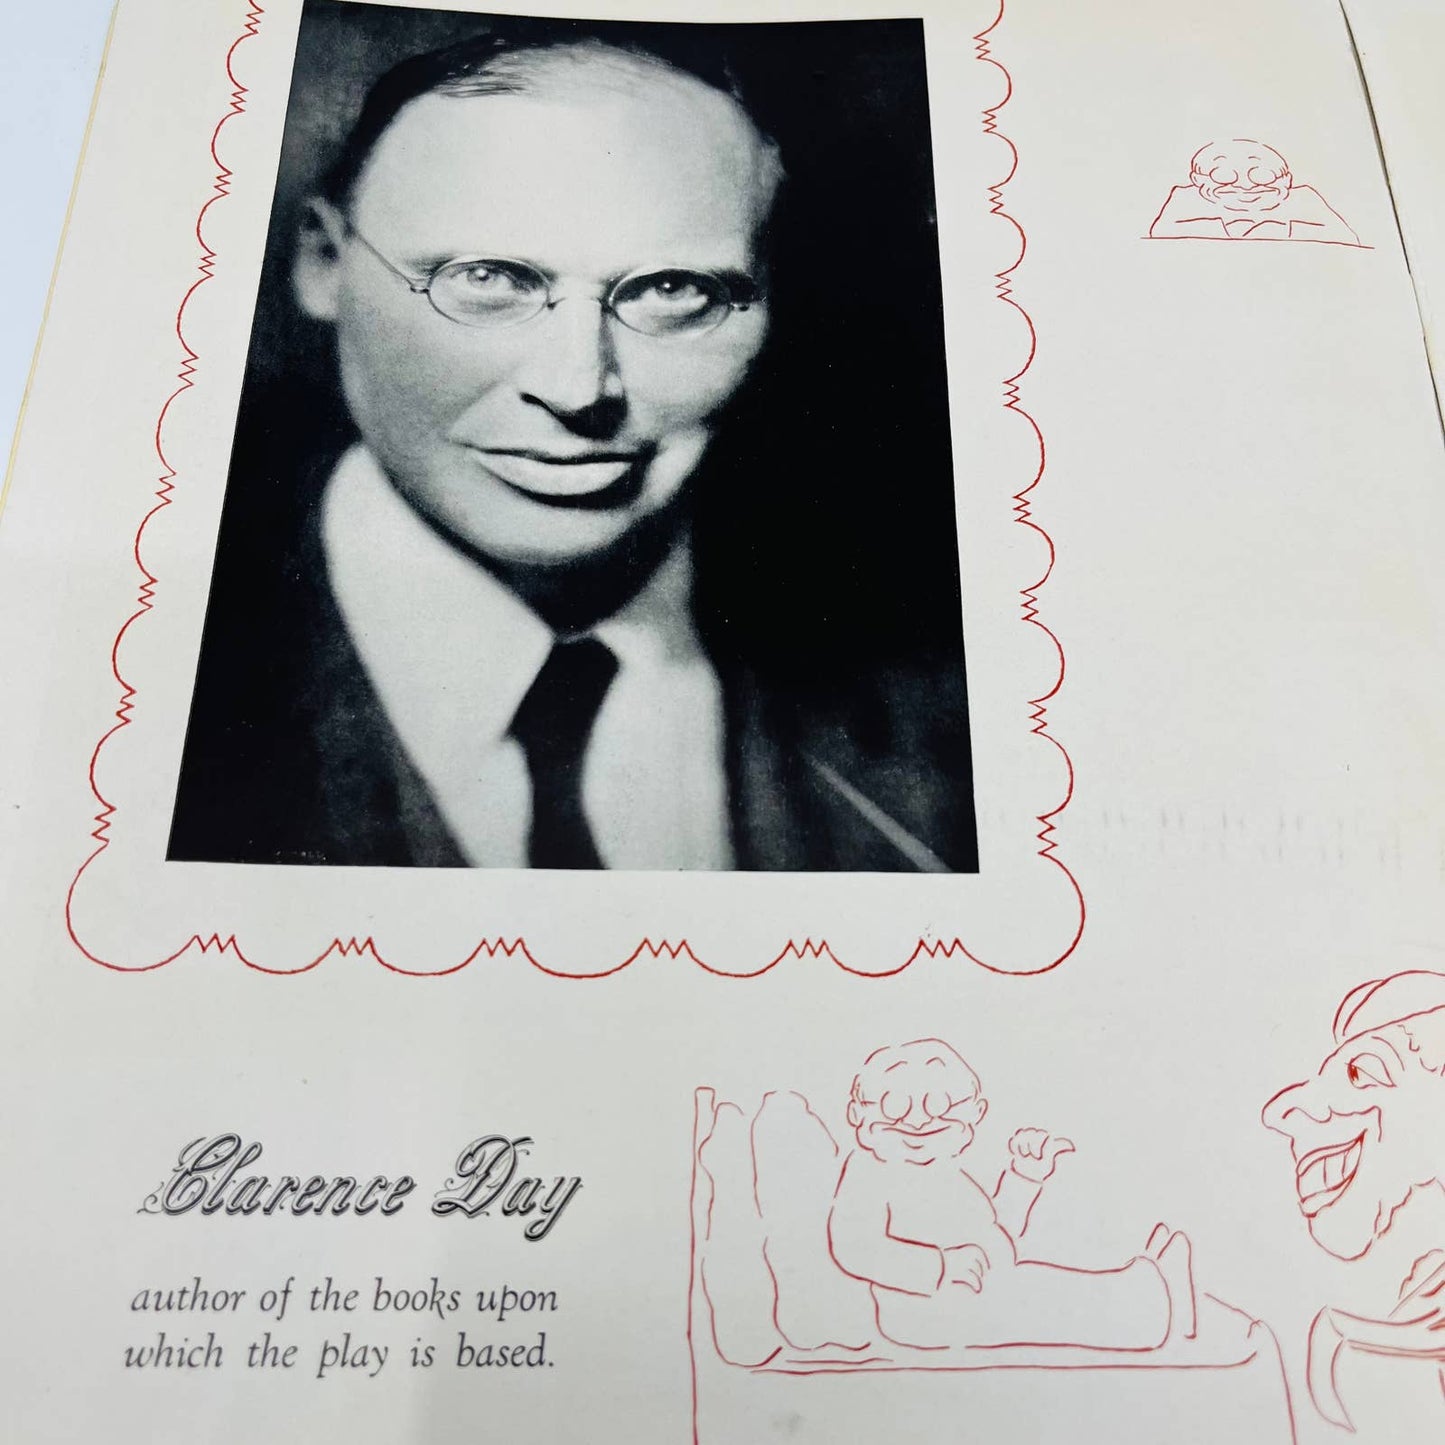 Clarence Day
author of the books upon
which the play is based.